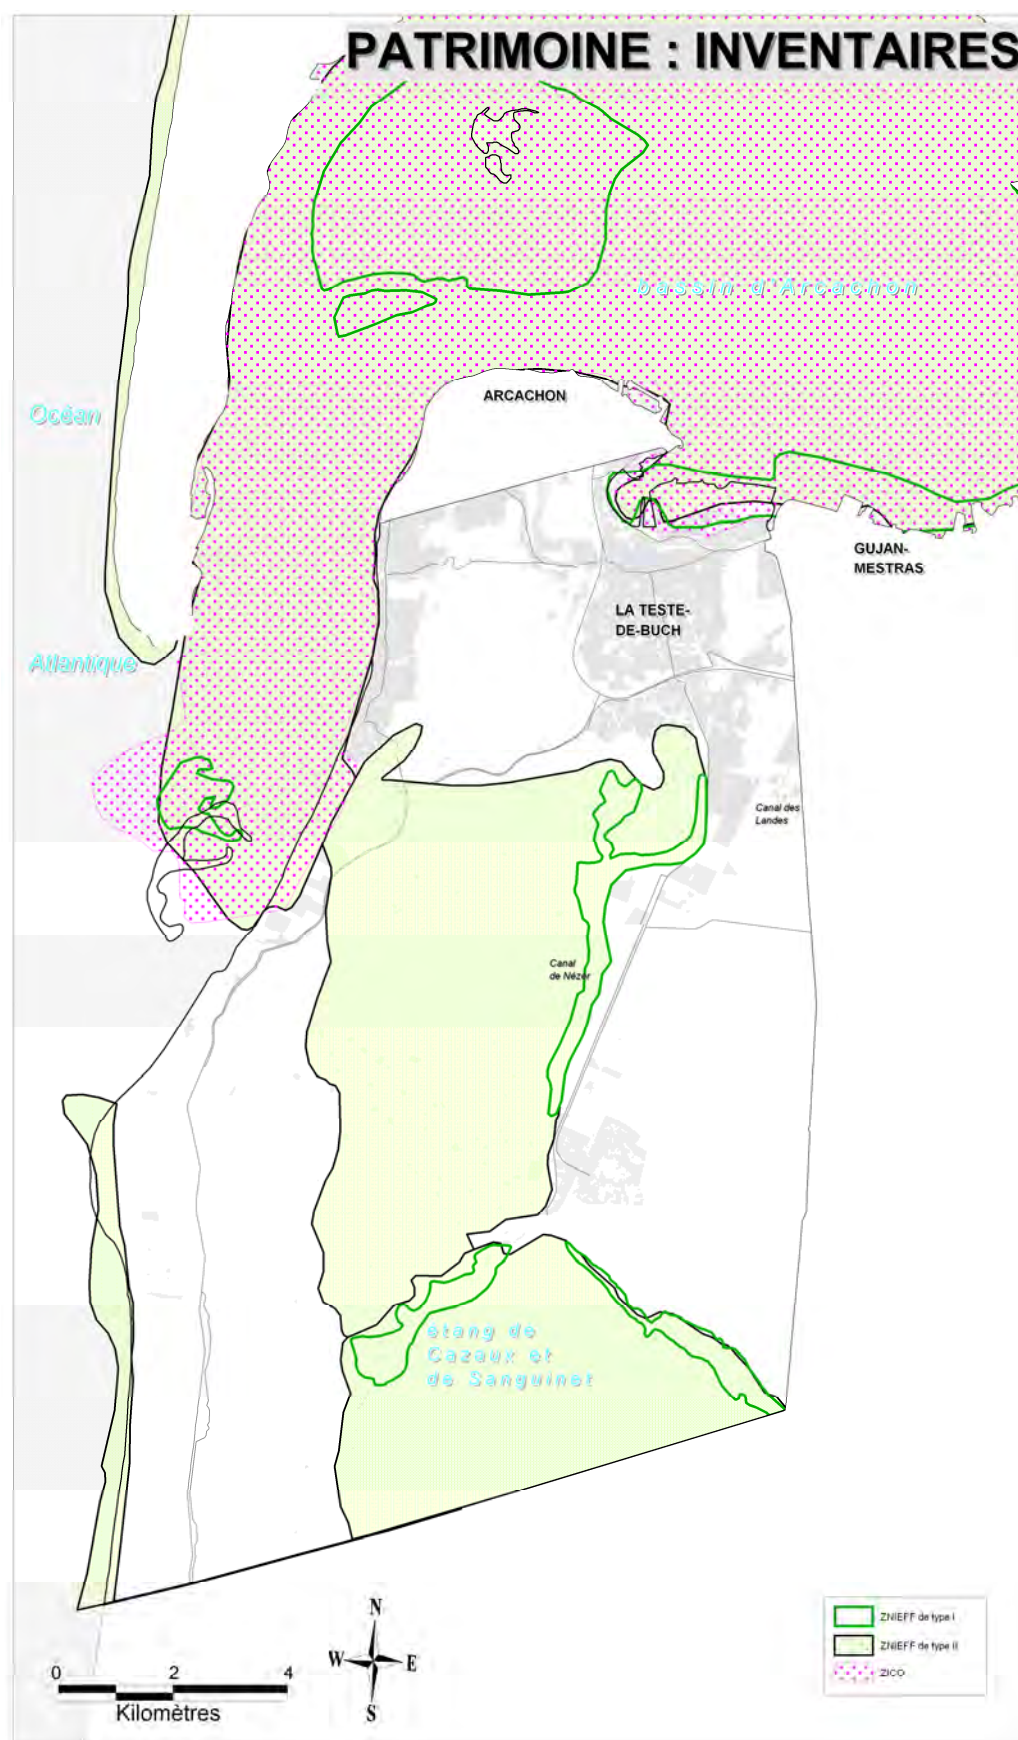 PATRIMOINE : INVENTAIRES
bassin d'Arcachon
ARCACHON
Océan
GUJAN-
MESTRAS
LA TESTE-
DE-BUCH
Atlantique
Canal des
Landes
Canal
de Nézer
étang de
Cazaux et
de Sanguinet
N
W E
S
0 2 4
Kilomètres
ZNIEFF de type I
ZNIEFF de type II
ZICO